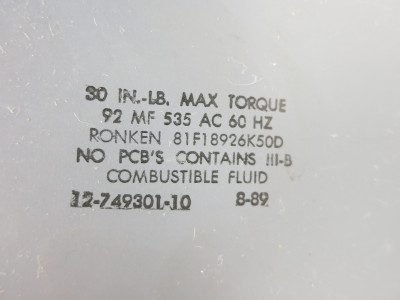 30 IN.-LB. MAX TORQUE
92 MF 535 AC 60 HZ
RONKEN 81F18926K50D
NO PCB'S CONTAINS III-B
COMBUSTIBLE FLUID
12-749301-10 8-89